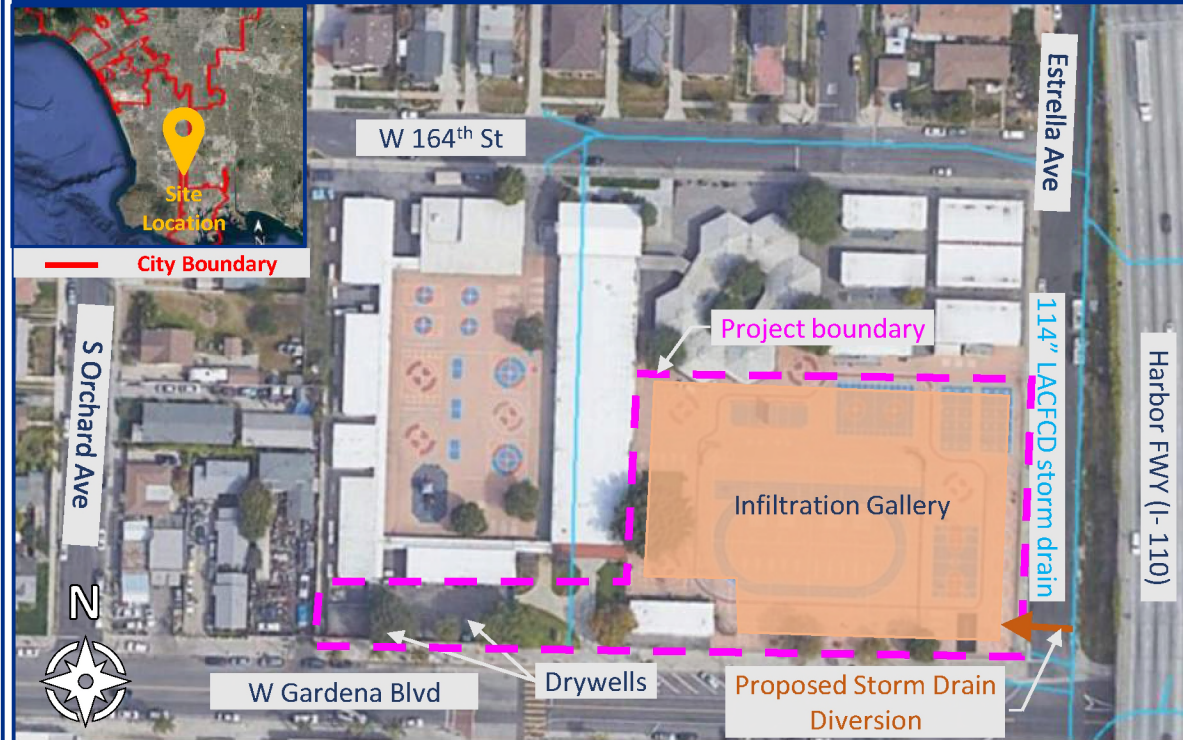 W 164th St
Estrella Ave
Site
Location
N
City Boundary
S Orchard Ave
Project boundary
114" LACFCD storm drain
Harbor FWY (I- 110)
Infiltration Gallery
N
W Gardena Blvd
Drywells
Proposed Storm Drain
Diversion